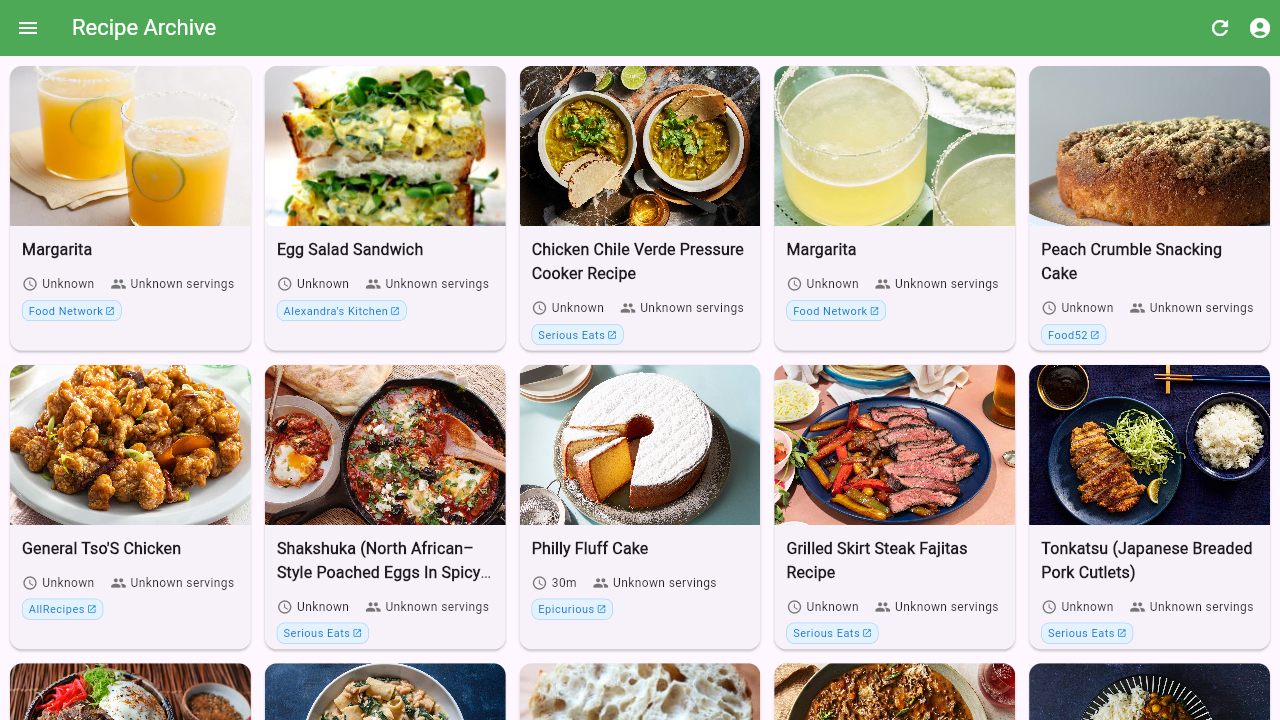 Recipe Archive
Margarita
Unknown Unknown servings
Food Network
Egg Salad Sandwich
Unknown Unknown servings
Alexandra's Kitchen
Chicken Chile Verde Pressure
Cooker Recipe
Unknown Unknown servings
Serious Eats
Margarita
Unknown Unknown servings
Food Network
Peach Crumble Snacking
Cake
Unknown Unknown servings
Food52
General Tso'S Chicken
Unknown Unknown servings
AllRecipes
Shakshuka (North African–
Style Poached Eggs In Spicy…
Unknown Unknown servings
Serious Eats
Philly Fluff Cake
30m Unknown servings
Epicurious
Grilled Skirt Steak Fajitas
Recipe
Unknown Unknown servings
Serious Eats
Tonkatsu (Japanese Breaded
Pork Cutlets)
Unknown Unknown servings
Serious Eats